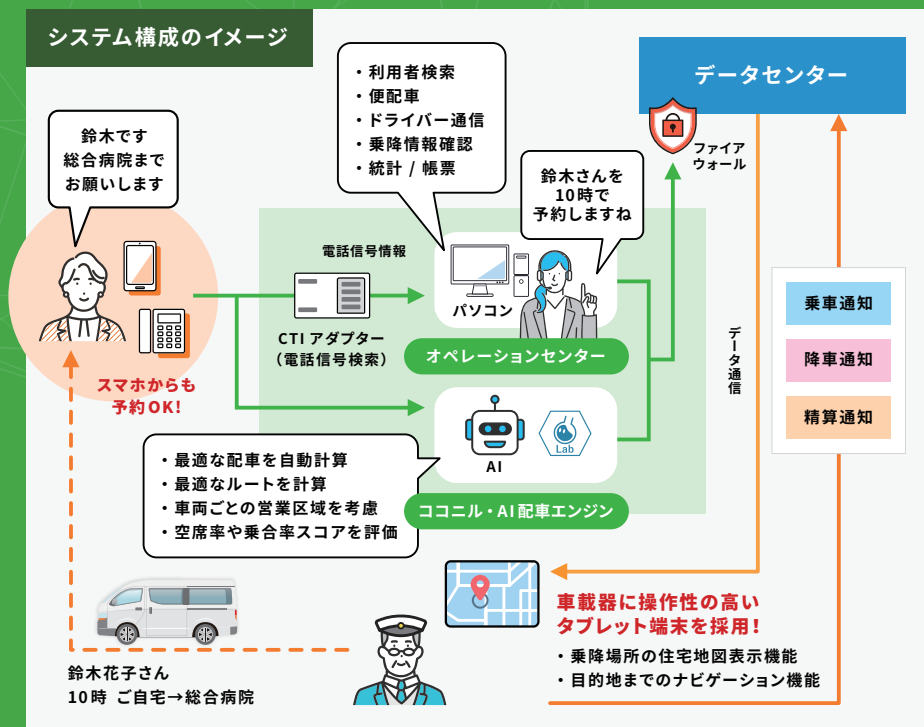 システム構成のイメージ
データセンター
・利用者検索
・便配車
・ドライバー通信
・乗降情報確認
・統計 / 帳票
鈴木です
総合病院まで
お願いします
ファイア
ウォール
鈴木さんを
10時で
予約しますね
電話信号情報
パソコン
CTI アダプター
（電話信号検索）
オペレーションセンター
乗車通知
降車通知
精算通知
データ通信
スマホからも
予約OK!
AI
Lab
・最適な配車を自動計算
・最適なルートを計算
・車両ごとの営業区域を考慮
・空席率や乗合率スコアを評価
ココニル・AI配車エンジン
車載器に操作性の高い
タブレット端末を採用！
・乗降場所の住宅地図表示機能
・目的地までのナビゲーション機能
鈴木花子さん
10時 ご自宅→総合病院